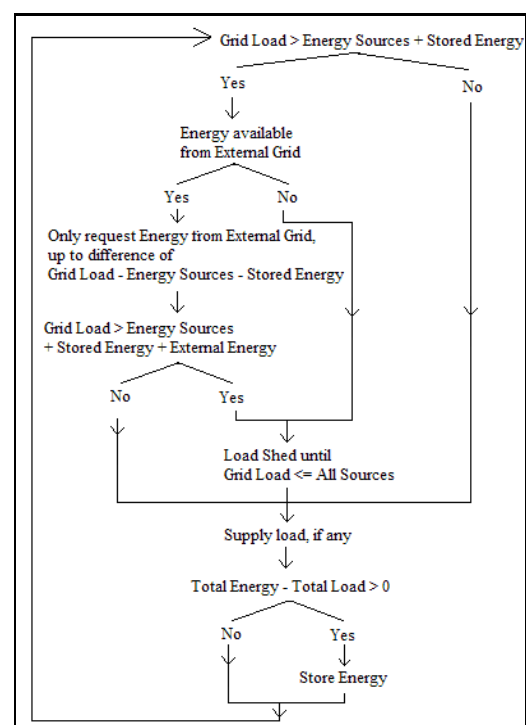 Grid Load > Energy Sources + Stored Energy
Yes
No
Energy available
from External Grid
Yes
No
Only request Energy from External Grid,
up to difference of
Grid Load - Energy Sources - Stored Energy
Grid Load > Energy Sources
+ Stored Energy + External Energy
No
Yes
Load Shed until
Grid Load <= All Sources
Supply load, if any
Total Energy - Total Load > 0
No
Yes
Store Energy